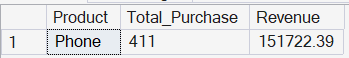 Product Total_Purchase Revenue
1 Phone 411 151722.39